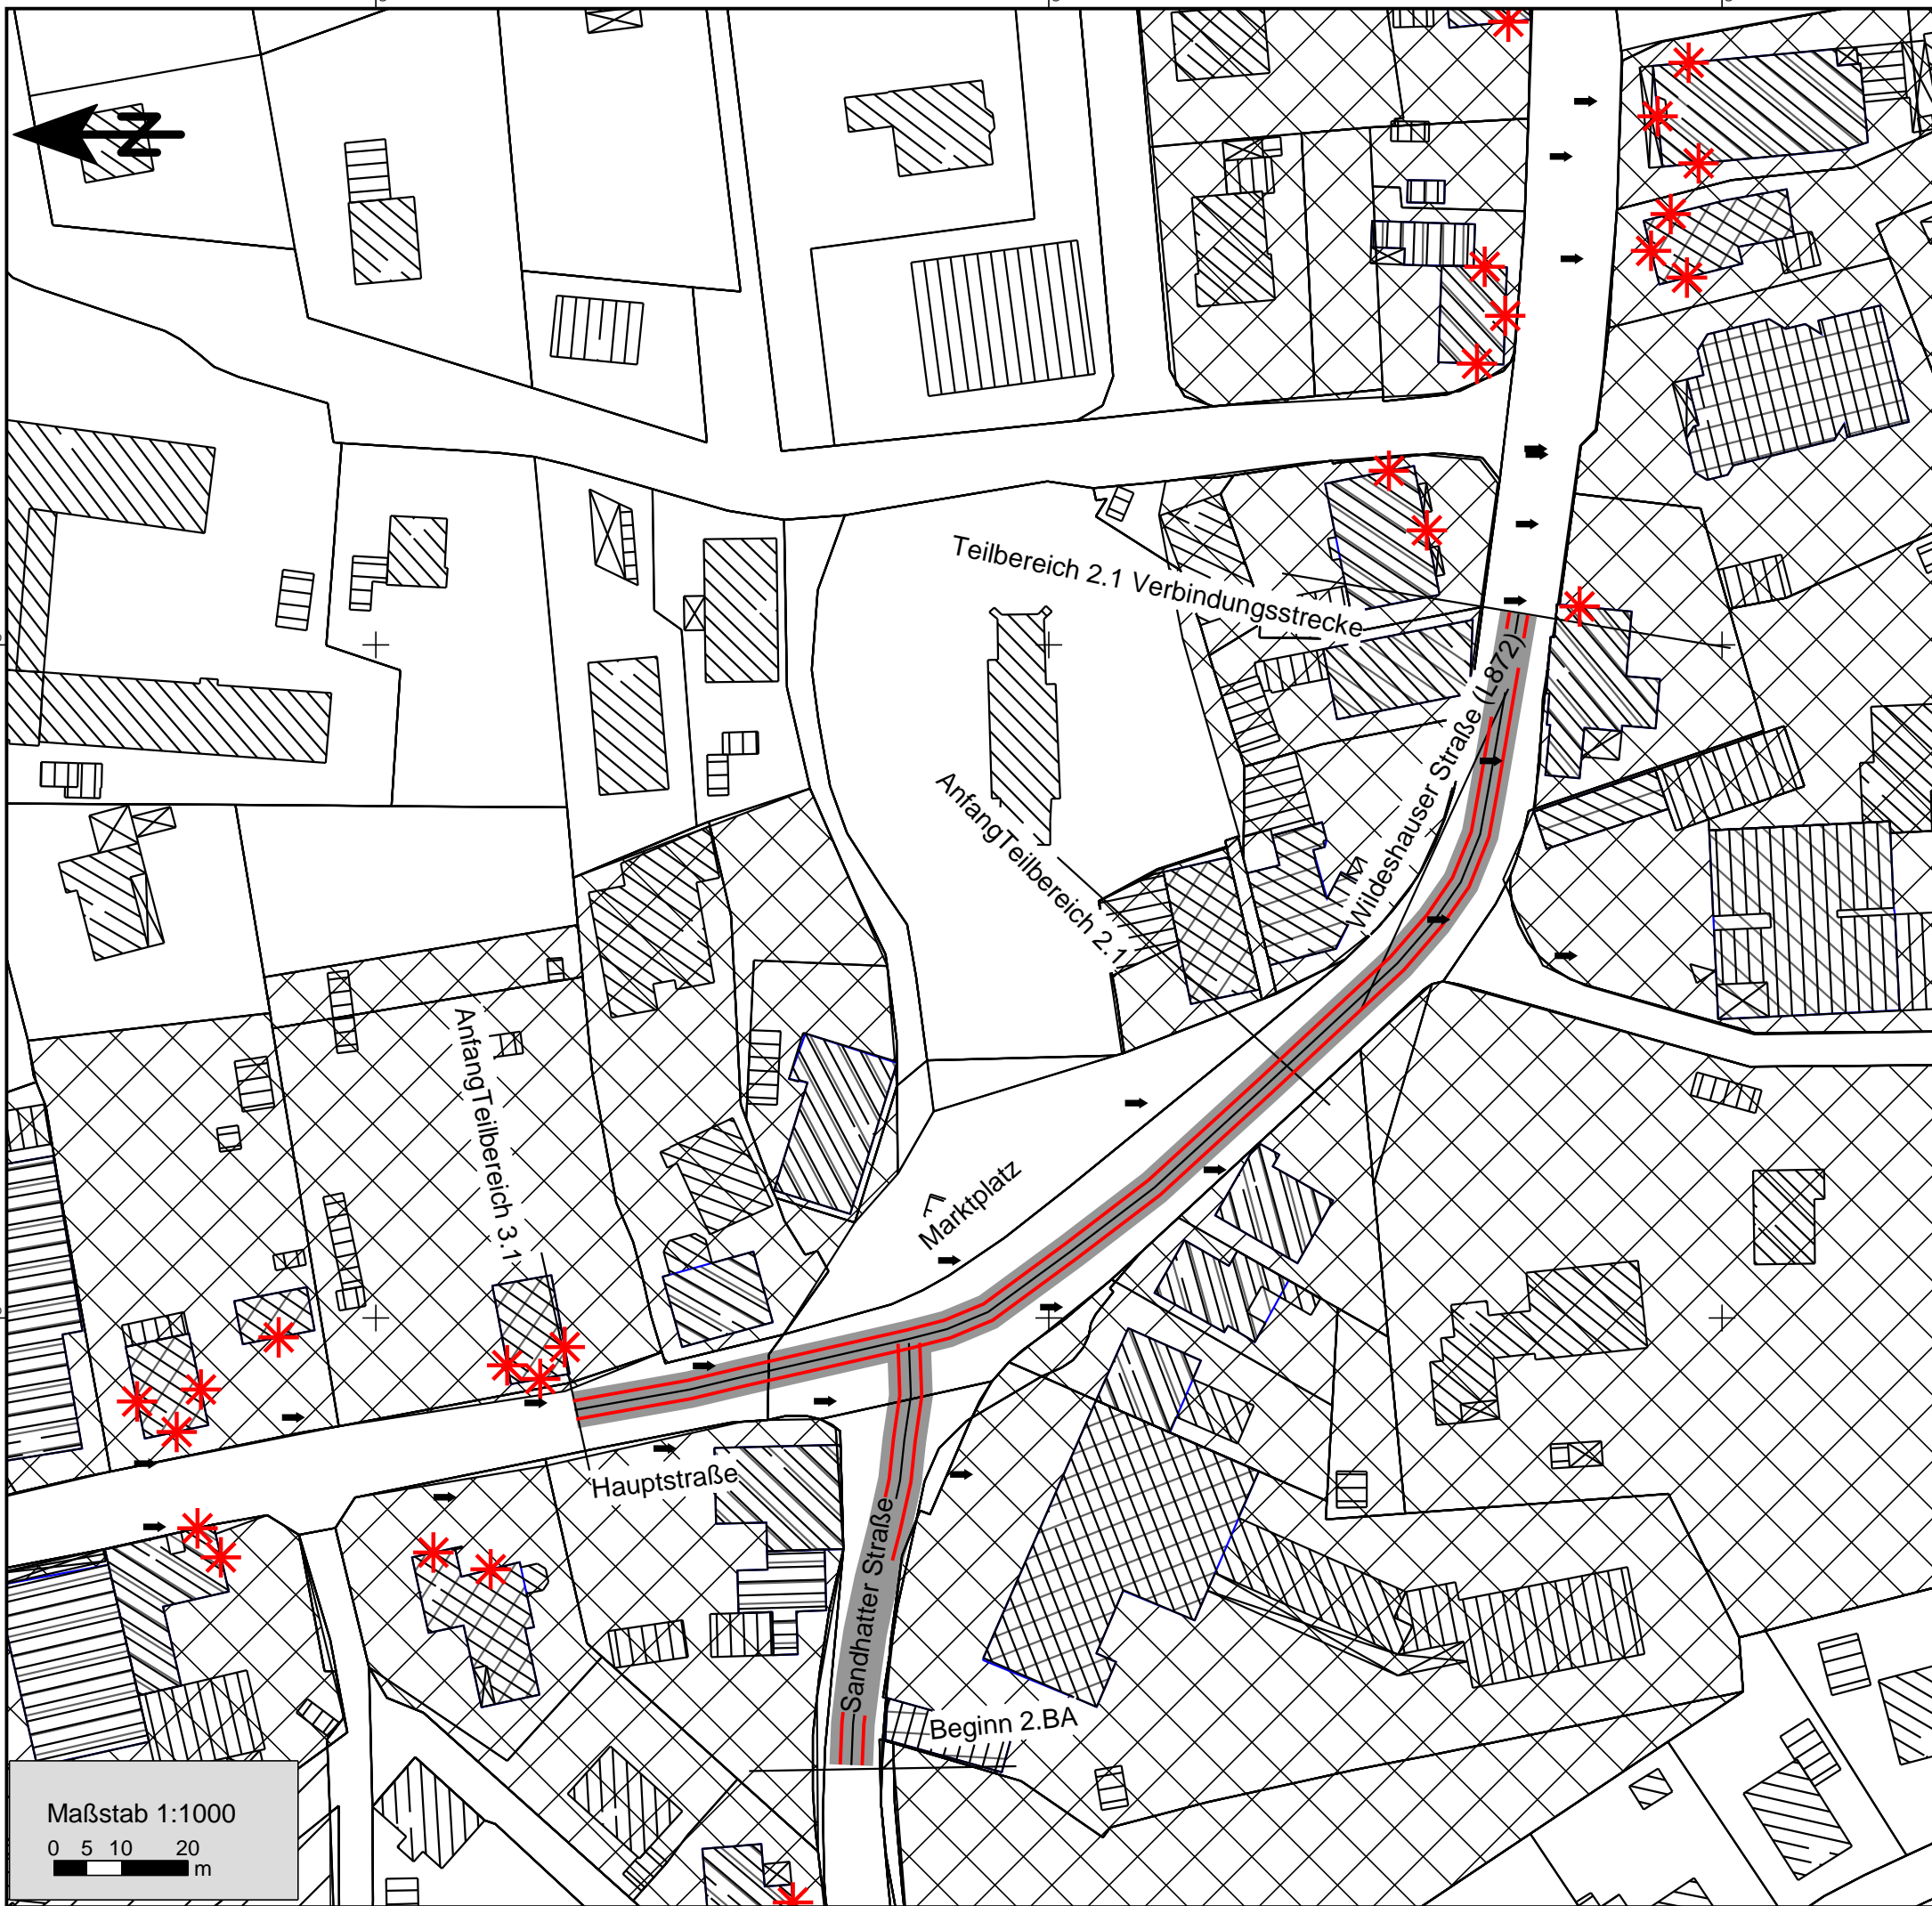 N
Teilbereich 2.1 Verbindungsstrecke
Wildeshauser Straße (L872)
AnfangTeilbereich 2.1
AnfangTeilbereich 3.1
Marktplatz
Hauptstraße
Sandhatter Straße
Beginn 2.BA
Maßstab 1:1000
0 5 10 20
m